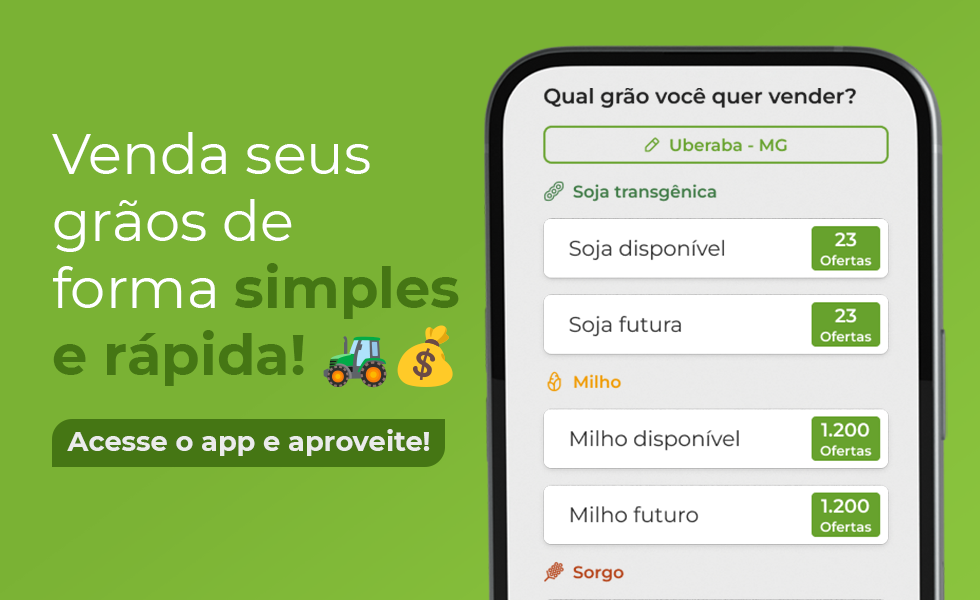 Venda seus
grãos de
forma simples
e rápida!
Acesse o app e aproveite!
Qual grão você quer vender?
Uberaba - MG
Soja transgênica
Soja disponível
23
Ofertas
Soja futura
23
Ofertas
Milho
Milho disponível
1.200
Ofertas
Milho futuro
1.200
Ofertas
Sorgo